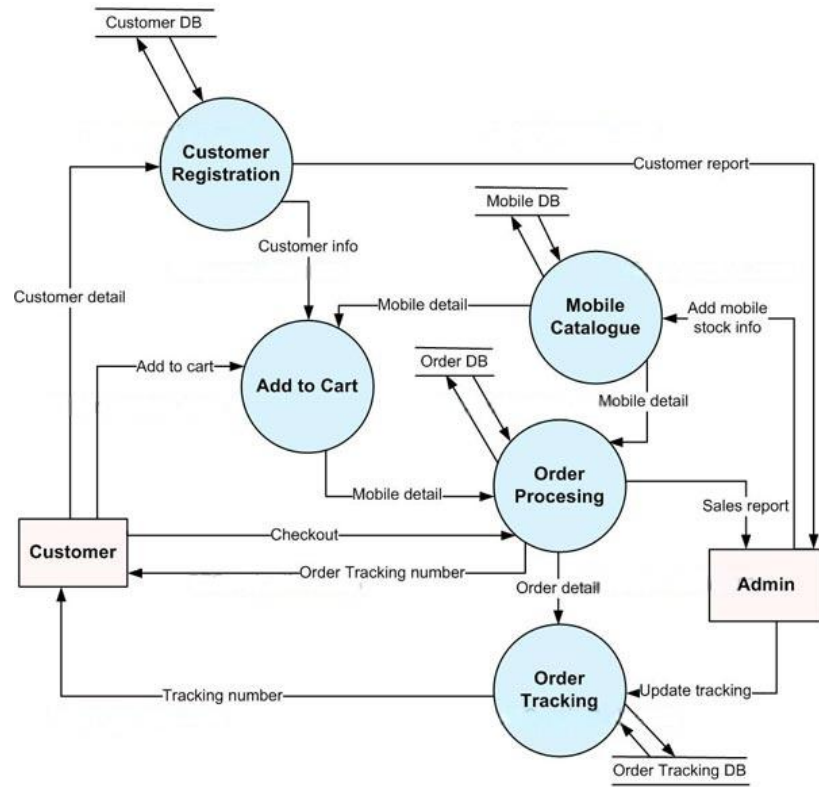 Customer DB
Customer
Registration
Customer report
Mobile DB
Customer info
Customer detail
Mobile detail
Mobile
Catalogue
Add mobile
stock info
Add to cart
Add to Cart
Order DB
Mobile detail
Mobile detail
Order
Procesing
Sales report
Customer
Checkout
Order Tracking number
Order detail
Admin
Order
Tracking
Tracking number
Update tracking
Order Tracking DB